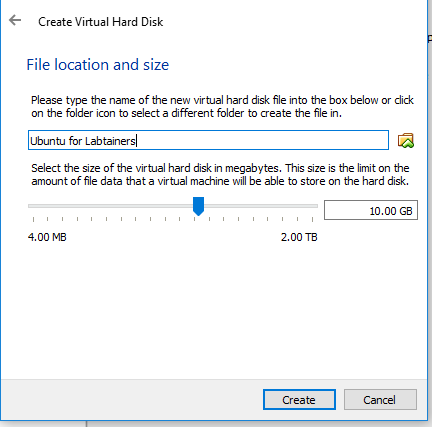 Create Virtual Hard Disk
File location and size
Please type the name of the new virtual hard disk file into the box below or click
on the folder icon to select a different folder to create the file in.
Ubuntu for Labtainers
Select the size of the virtual hard disk in megabytes. This size is the limit on the
amount of file data that a virtual machine will be able to store on the hard disk.
10.00 GB
4.00 MB 2.00 TB
Create Cancel